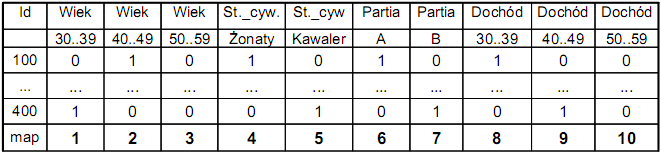 Id Wiek Wiek Wiek St._cyw. St._cyw Partia Partia Dochód Dochód Dochód
30..39 40..49 50..59 Żonaty Kawaler A B 30..39 40..49 50..59
100 0 1 0 1 0 1 0 1 0 0
... ... ... ... ... ... ... ... ... ... ...
400 1 0 0 0 1 0 1 0 1 0
map 1 2 3 4 5 6 7 8 9 10